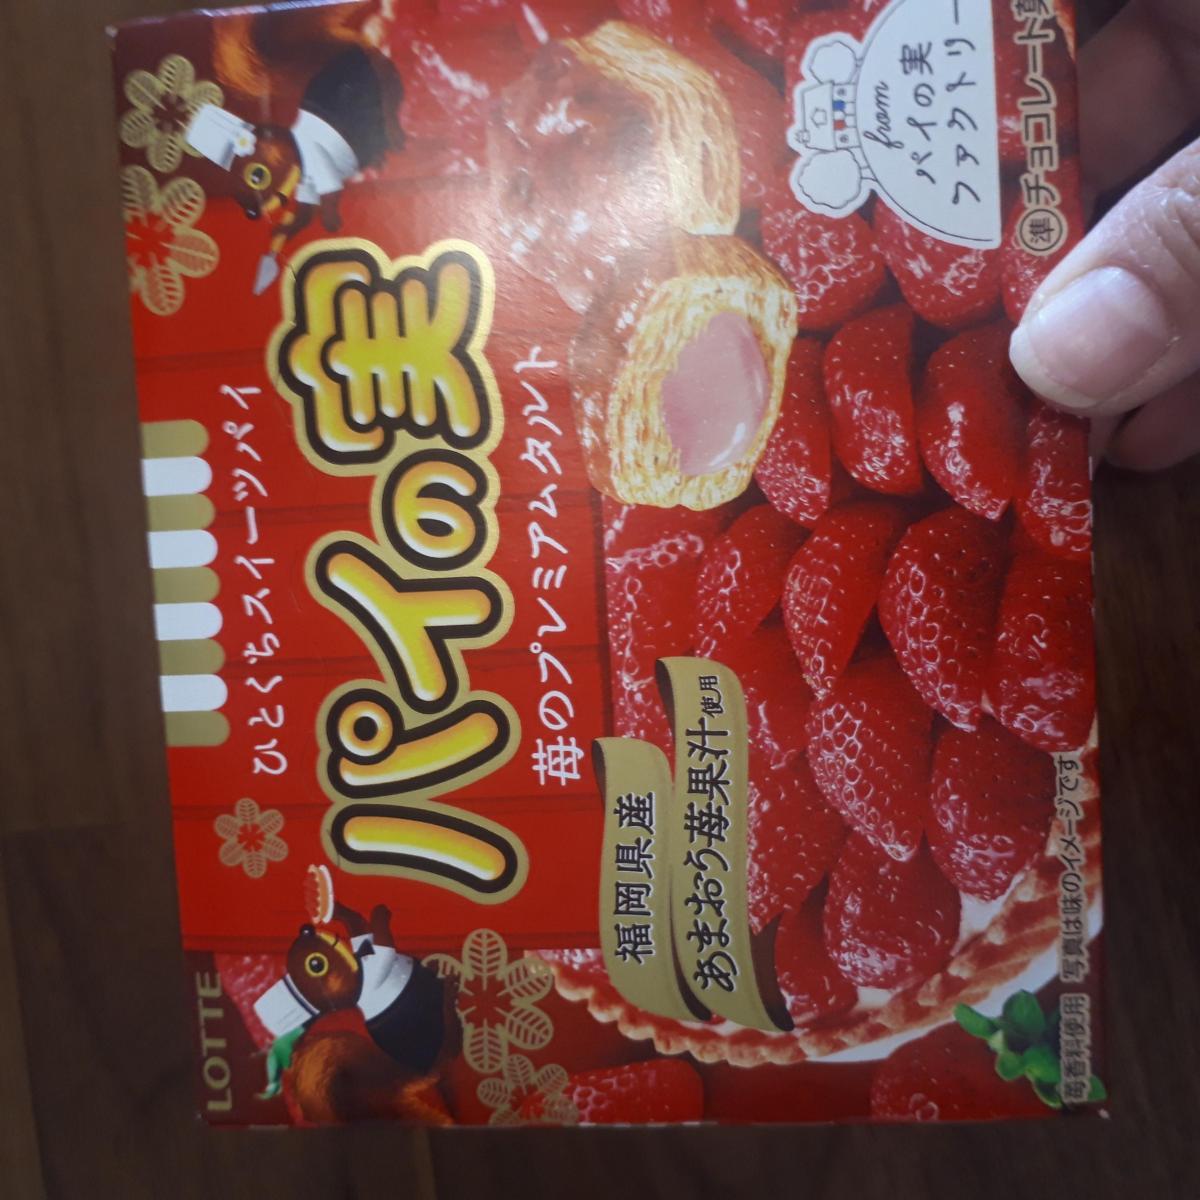 LOTTE
ひとくちスイーツパイ
パイの実
苺のプレミアムタルト
福岡県産
あまおう苺果汁使用
from
パイの実
ファクトリー
準チョコレート
苺香料使用 写真は味のイメージです